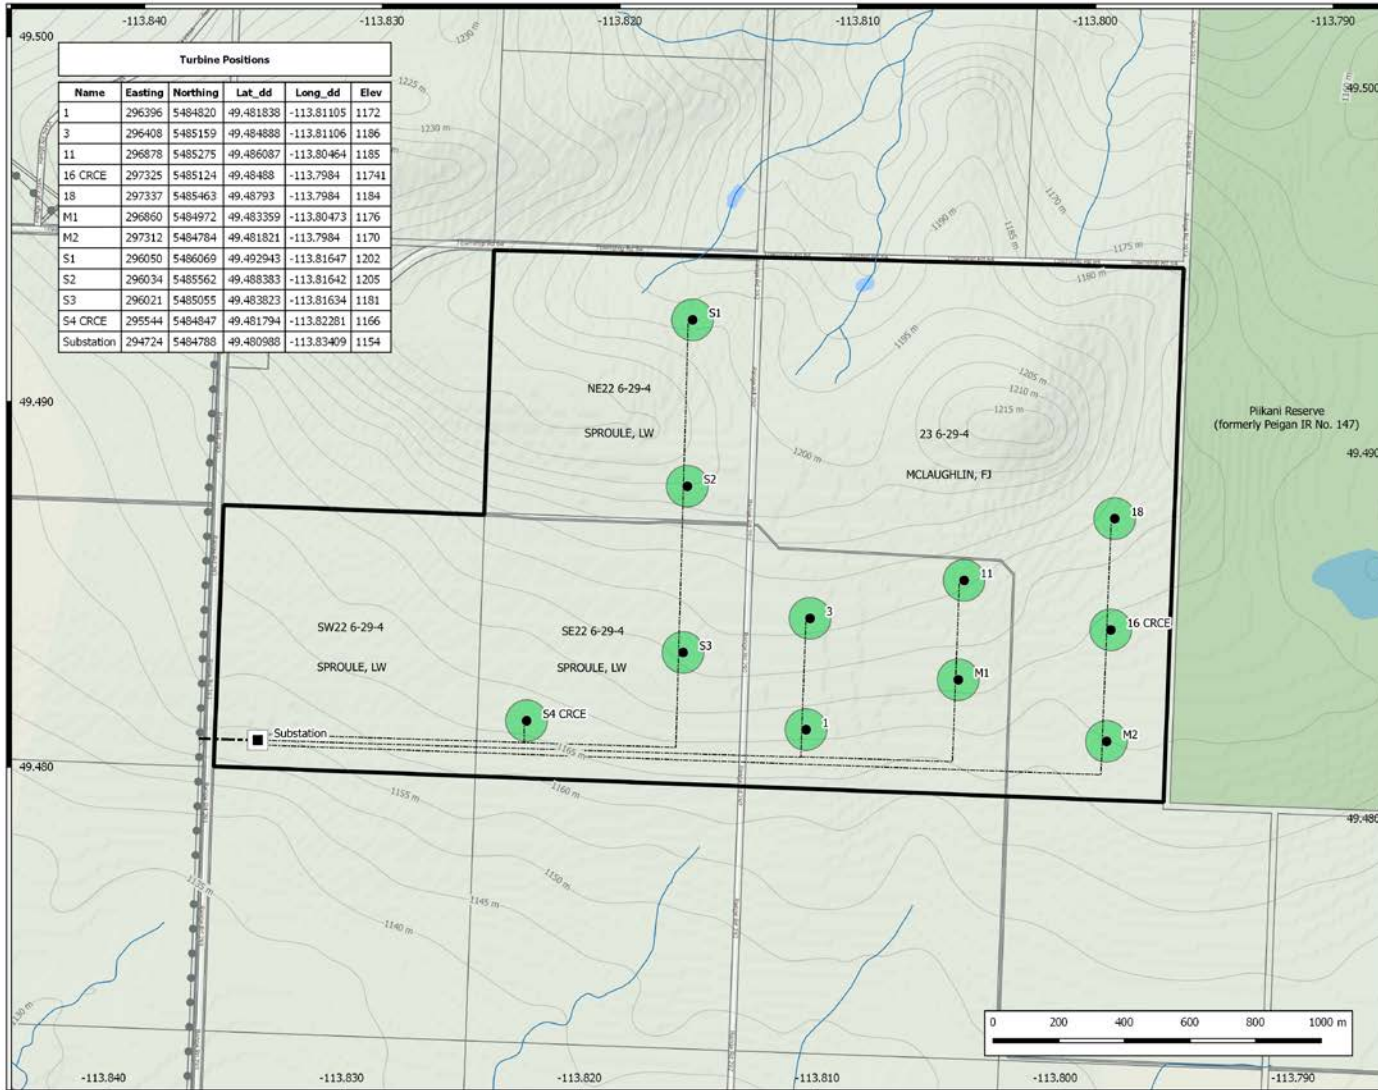 -113.840 -113.830 -113.820 -113.810 -113.800 -113.790
49.500
Turbine Positions
Name Easting Northing Lat_dd Long_dd Elev
1 296396 5484820 49.481838 -113.81105 1172
3 296408 5485159 49.484888 -113.81106 1186
11 296878 5485275 49.486087 -113.80464 1185
16 CRCE 297325 5485124 49.48488 -113.7984 11741
18 297337 5485463 49.48793 -113.7984 1184
M1 296860 5484972 49.483359 -113.80473 1176
M2 297312 5484784 49.481821 -113.7984 1170
S1 296050 5486069 49.492943 -113.81647 1202
S2 296034 5485562 49.488383 -113.81642 1205
S3 296021 5485055 49.483823 -113.81634 1181
S4 CRCE 295544 5484847 49.481794 -113.82281 1166
Substation 294724 5484788 49.480988 -113.83409 1154
1230 m
1225 m
1230 m
49.500
1170 m
1190 m
1185 m
1175 m
1180 m
S1
1195 m
NE22 6-29-4
SPROULE, LW
1205 m
1210 m
1215 m
49.490
Piikani Reserve
(formerly Peigan IR No. 147)
23 6-29-4
MCLAUGHLIN, FJ
1200 m
49.490
S2
18
11
3
16 CRCE
SW22 6-29-4
SPROULE, LW
SE22 6-29-4
SPROULE, LW
S3
M1
S4 CRCE
1
Substation
M2
1165 m
49.480
1155 m
1160 m
49.480
1135 m
1150 m
1145 m
1140 m
1130 m
0 200 400 600 800 1000 m
-113.840 -113.830 -113.820 -113.810 -113.800 -113.790